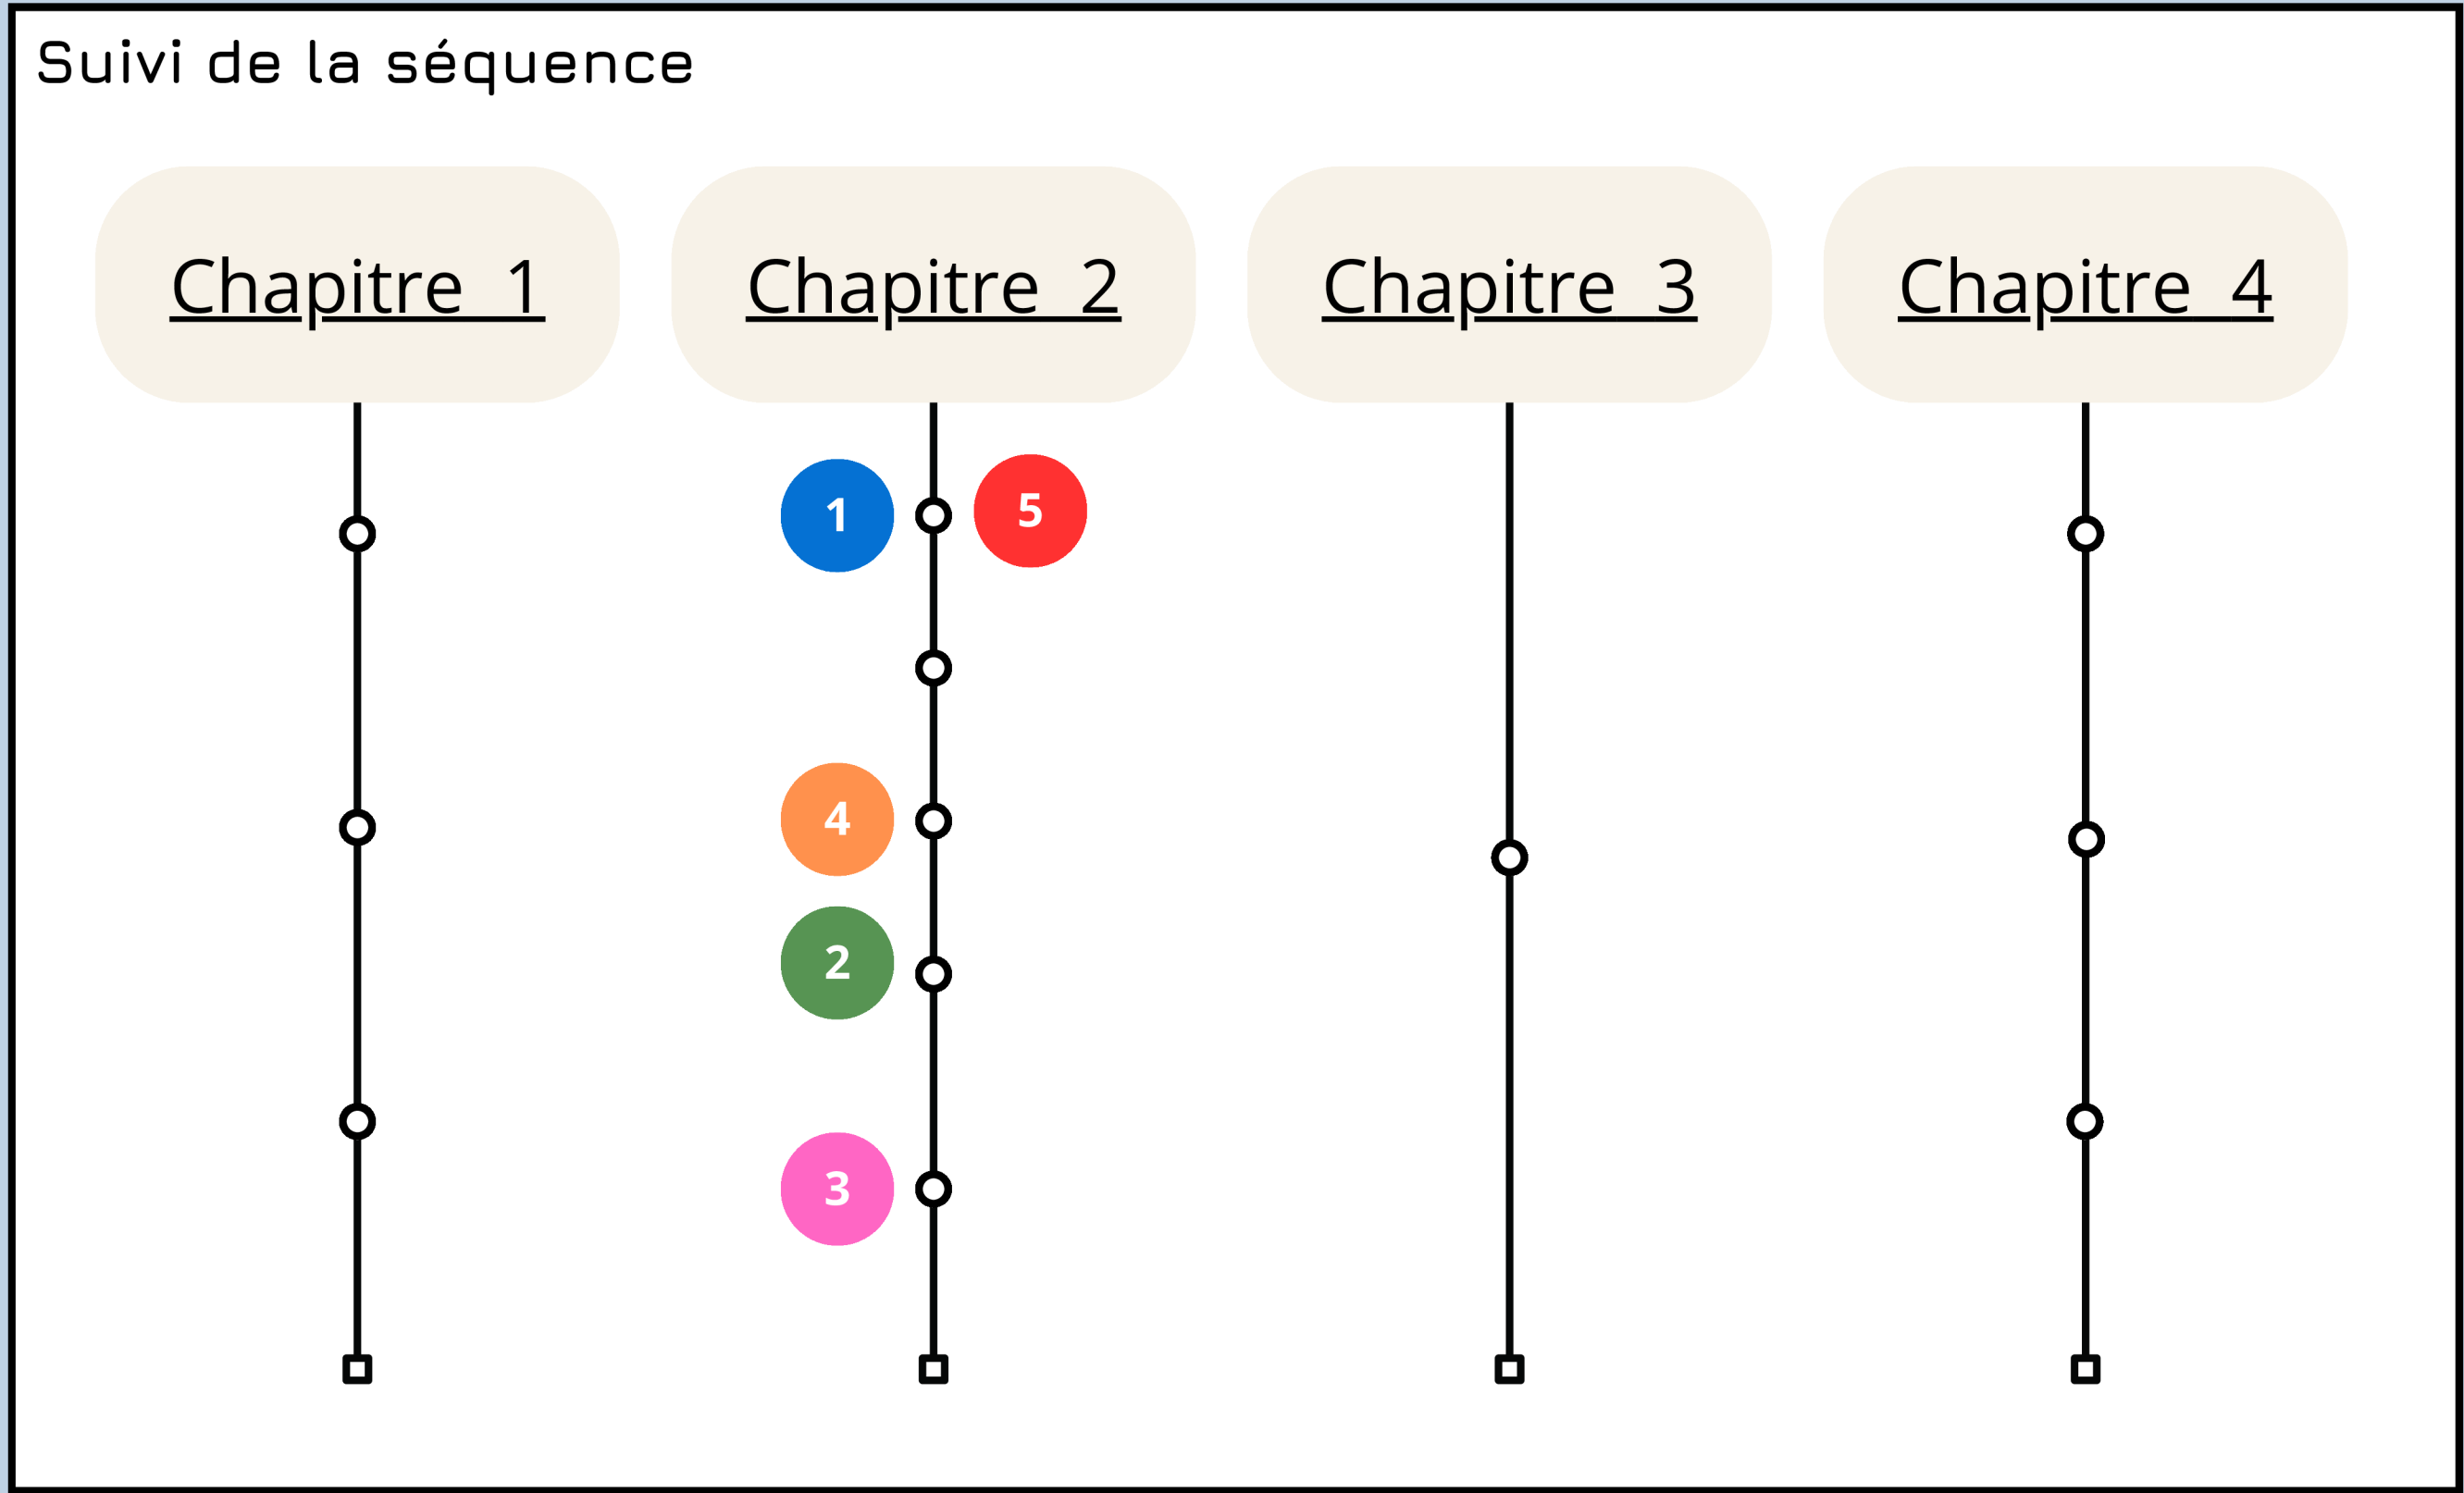 Suivi de la séquence
Chapitre 1
Chapitre 2
Chapitre 3
Chapitre 4
1
5
4
2
3